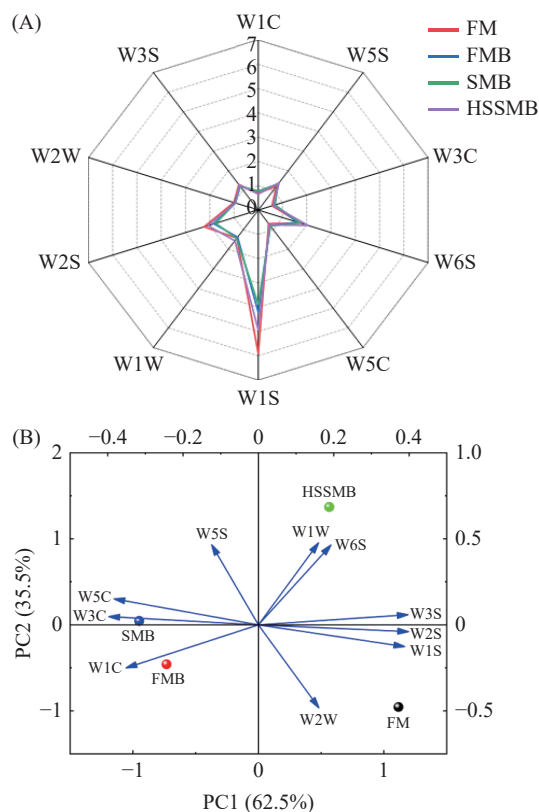 (A)
W1C
W5S
W3C
W6S
W5C
W1S
W1W
W2S
W2W
W3S
7
6
5
4
3
2
1
0
FM
FMB
SMB
HSSMB
(B)
−0.4 −0.2 0 0.2 0.4
2
1
0
−1
1.0
0.5
0
−0.5
PC2 (35.5%)
HSSMB
W5S
W1W
W6S
W5C
W3C
SMB
W3S
W2S
W1S
W1C
FMB
W2W
FM
−1 0 1
PC1 (62.5%)